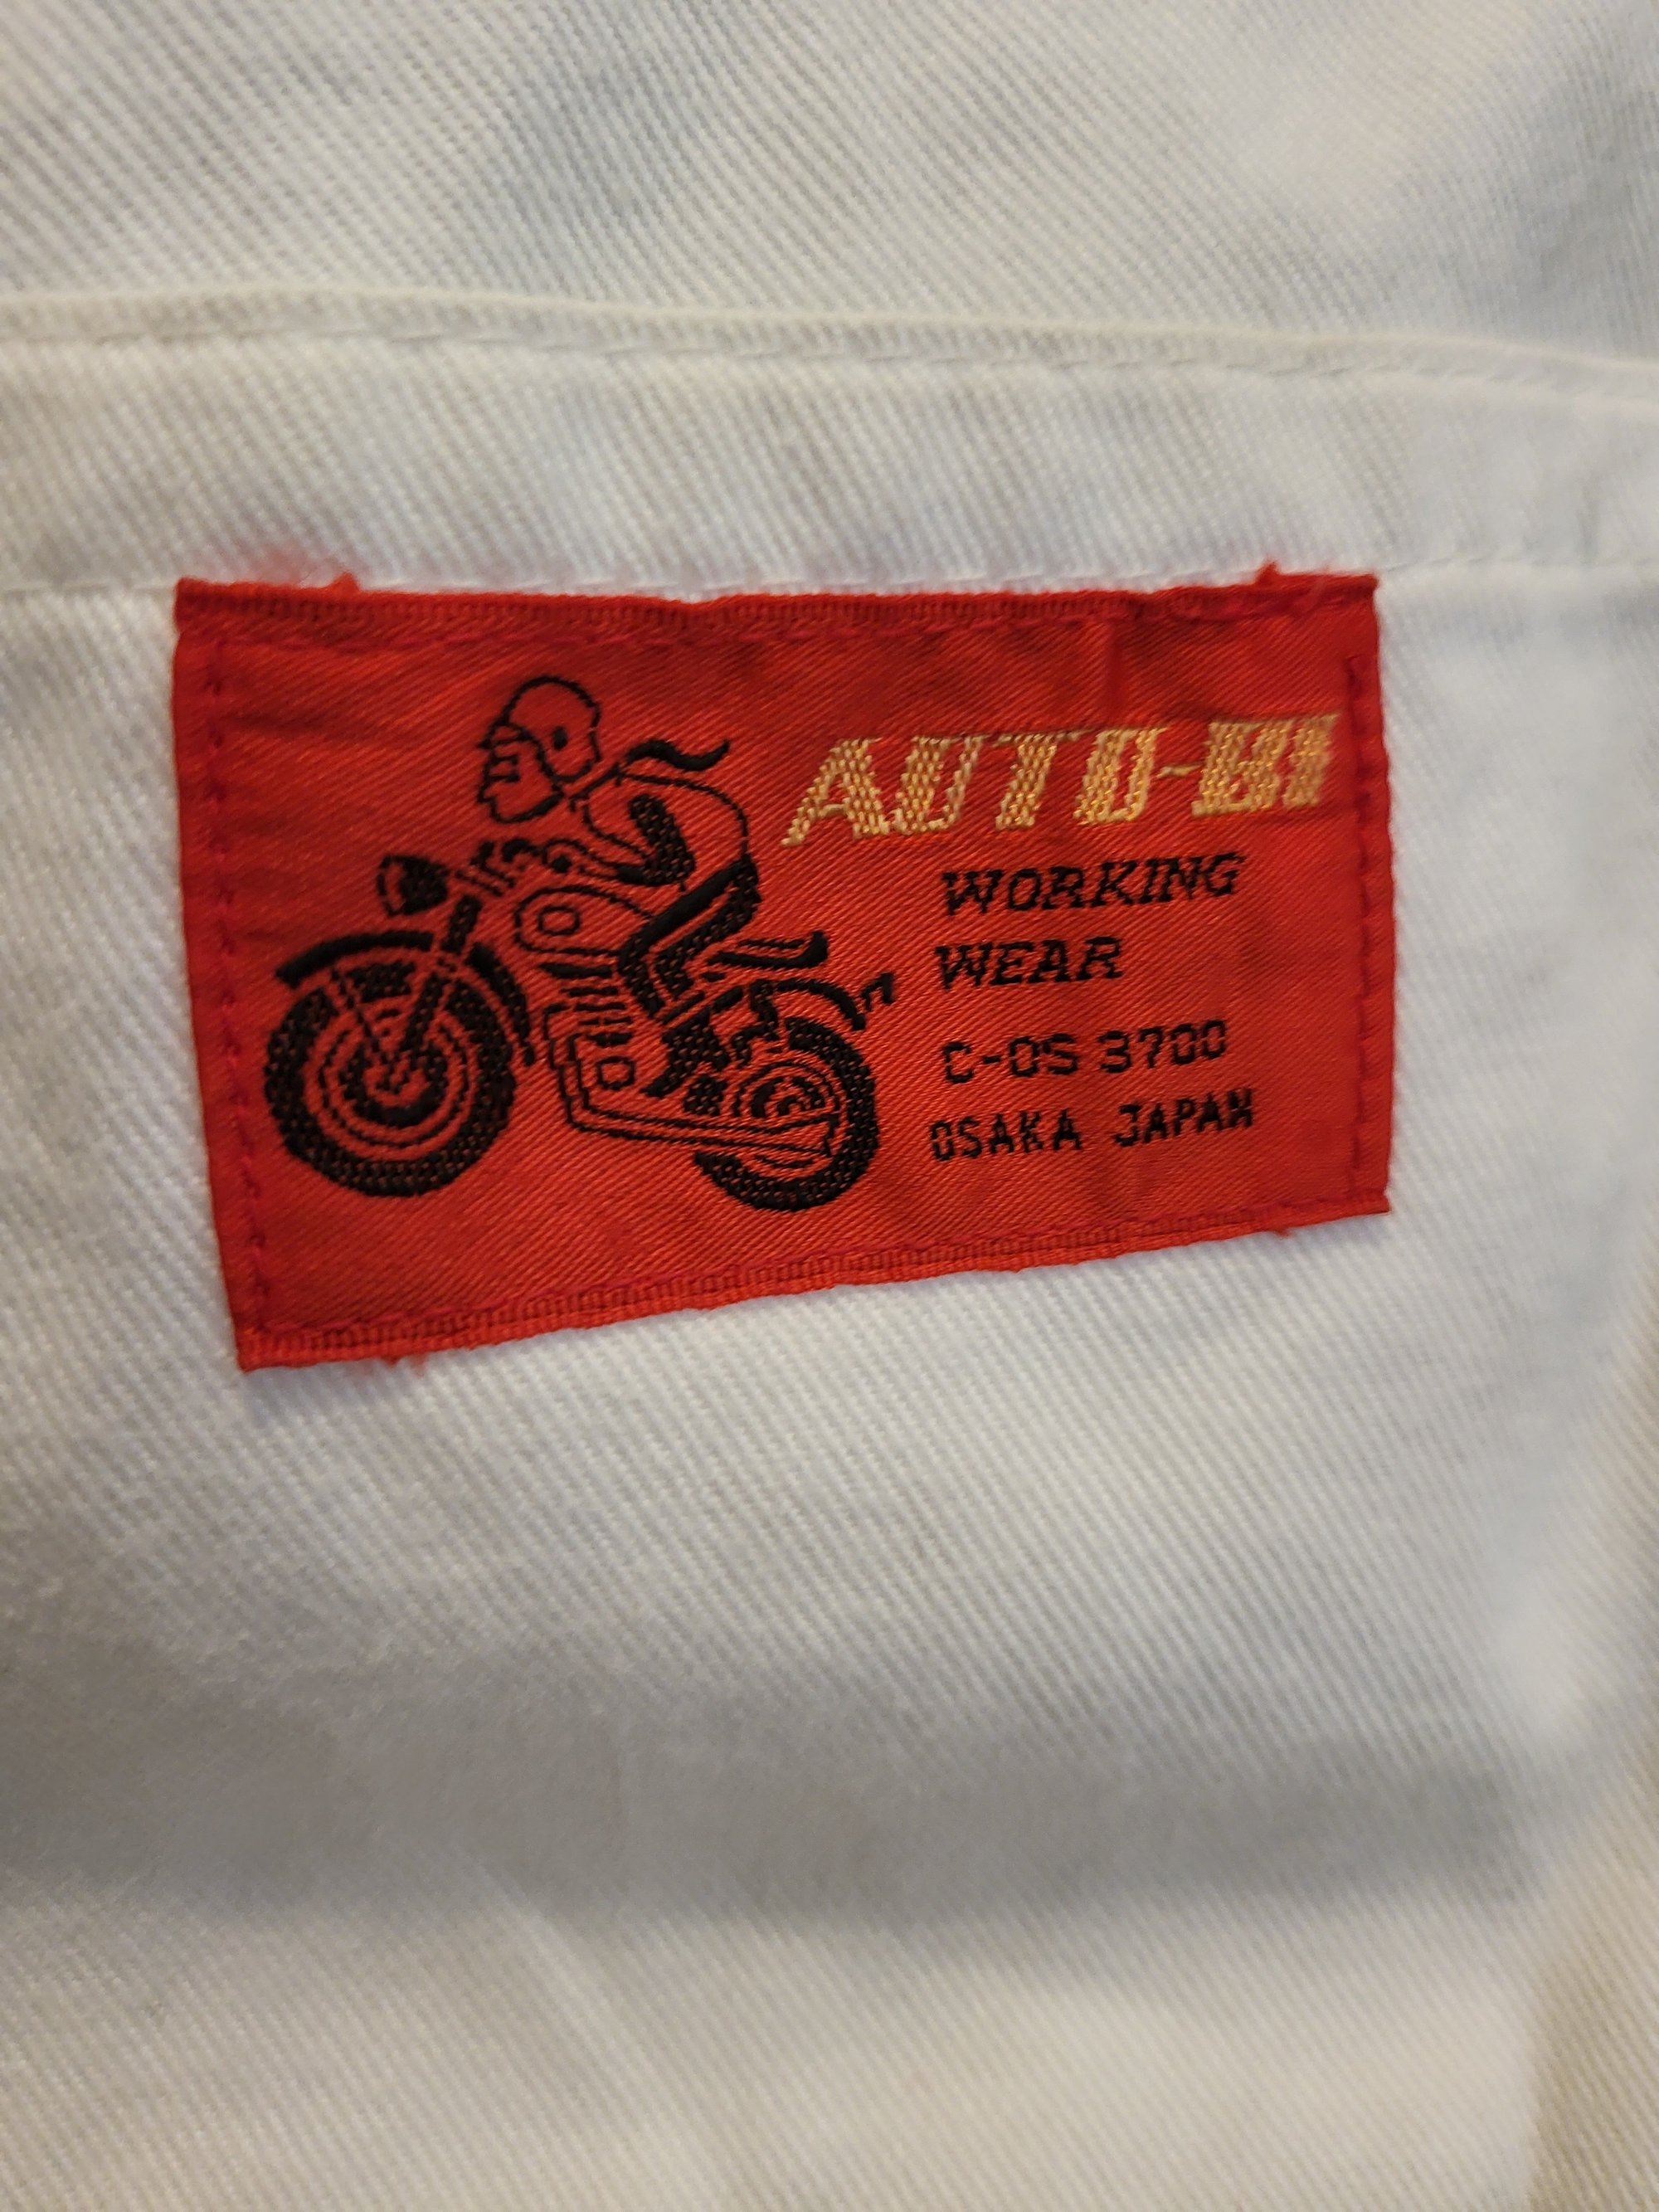 AUTO-BI
WORKING
WEAR
C-OS 3700
OSAKA JAPAN